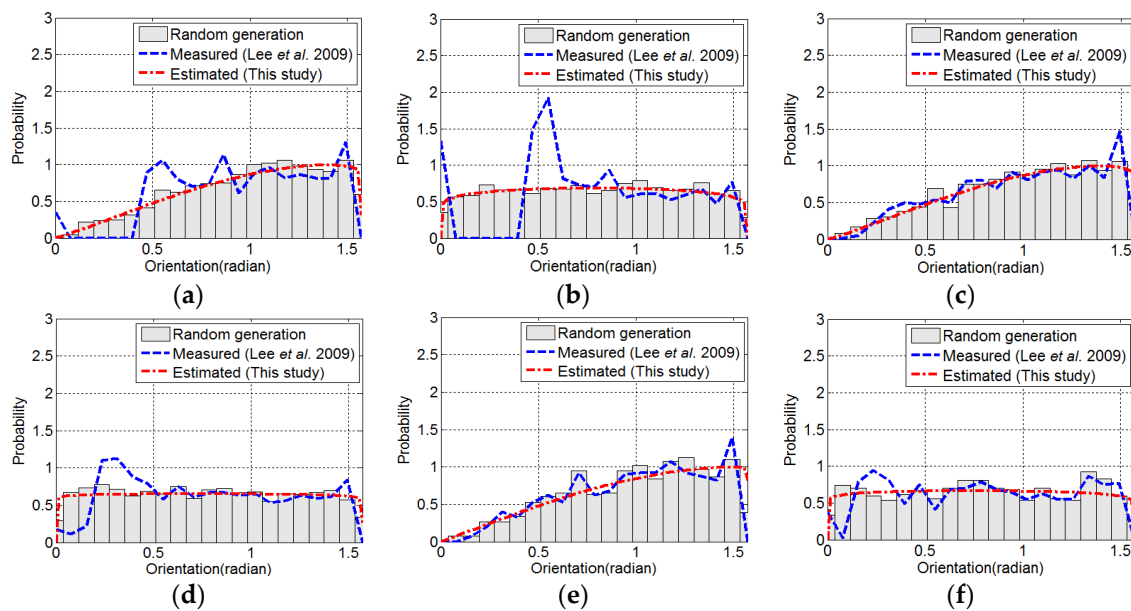 3
2.5
2
1.5
1
0.5
0
Probability
Random generation
Measured (Lee et al. 2009)
Estimated (This study)
0 0.5 1 1.5
Orientation(radian)
(a)
3
2.5
2
1.5
1
0.5
0
Probability
Random generation
Measured (Lee et al. 2009)
Estimated (This study)
0 0.5 1 1.5
Orientation(radian)
(b)
3
2.5
2
1.5
1
0.5
0
Probability
Random generation
Measured (Lee et al. 2009)
Estimated (This study)
0 0.5 1 1.5
Orientation(radian)
(c)
3
2.5
2
1.5
1
0.5
0
Probability
Random generation
Measured (Lee et al. 2009)
Estimated (This study)
0 0.5 1 1.5
Orientation(radian)
(d)
3
2.5
2
1.5
1
0.5
0
Probability
Random generation
Measured (Lee et al. 2009)
Estimated (This study)
0 0.5 1 1.5
Orientation(radian)
(e)
3
2.5
2
1.5
1
0.5
0
Probability
Random generation
Measured (Lee et al. 2009)
Estimated (This study)
0 0.5 1 1.5
Orientation(radian)
(f)